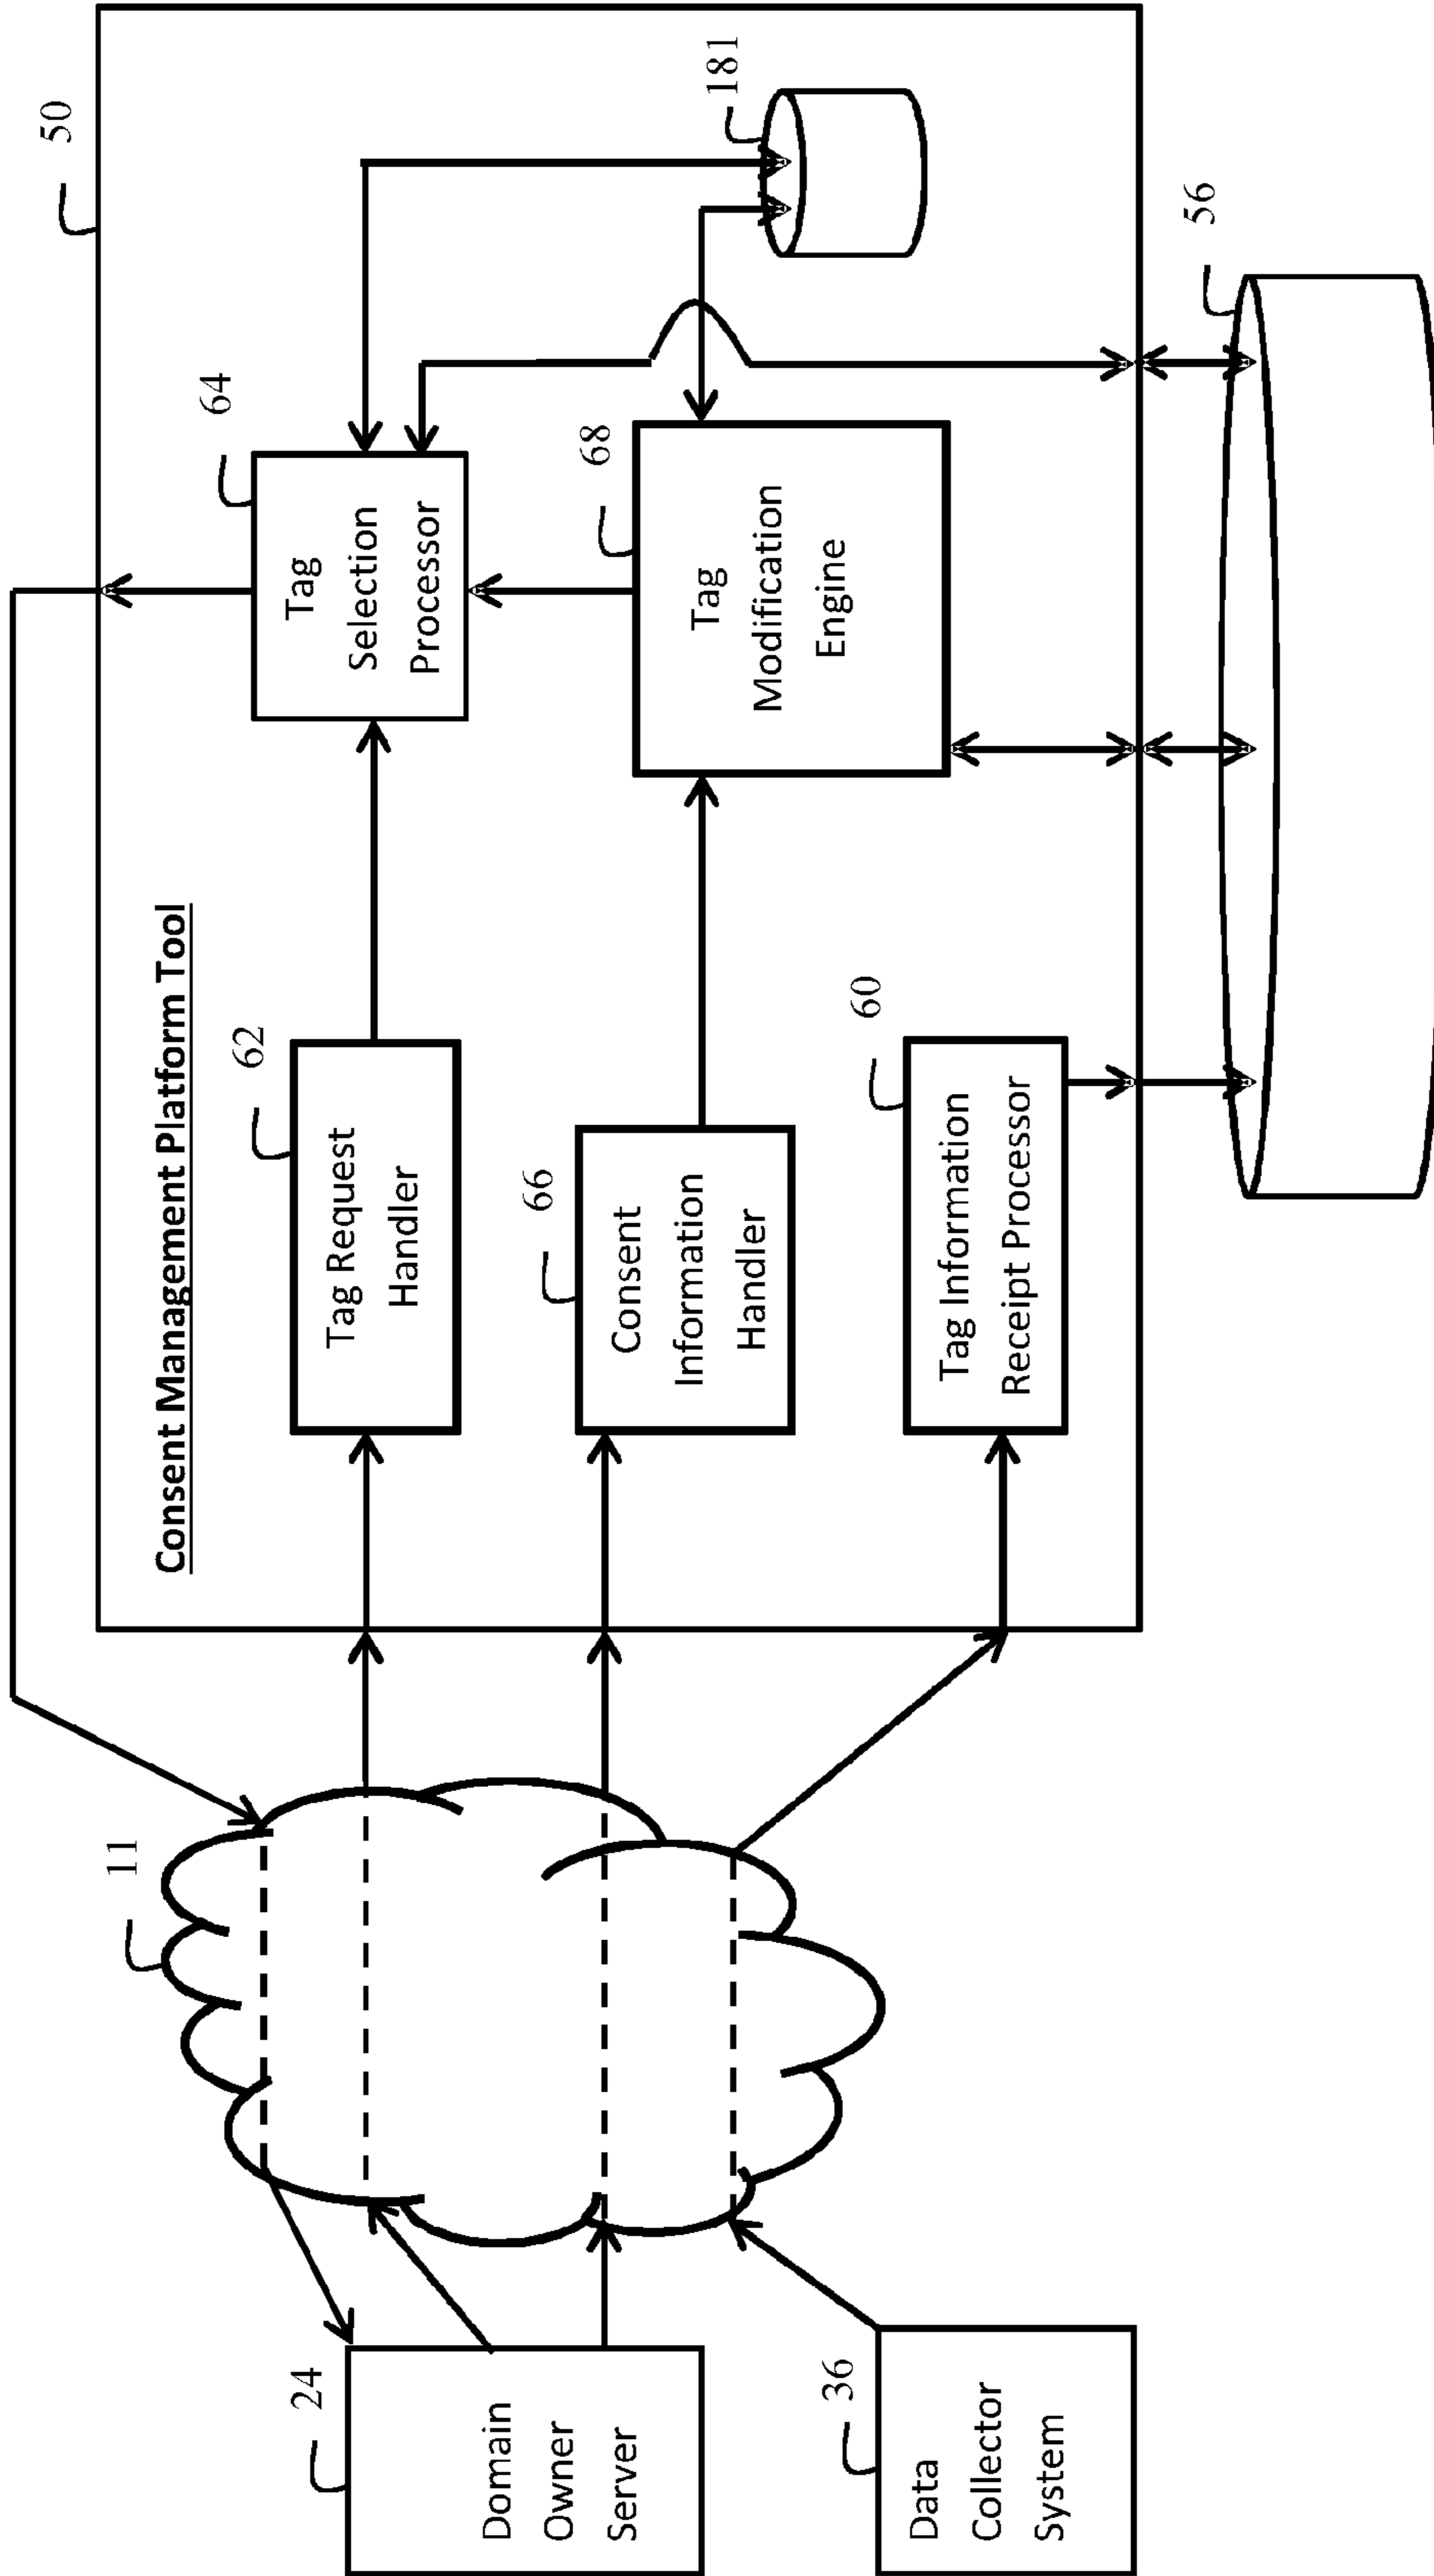 50
Consent Management Platform Tool
11
62
64
Tag Request
Handler
Tag
Selection
Processor
181
24
Domain
Owner
Server
66
Consent
Information
Handler
68
Tag
Modification
Engine
36
Data
Collector
System
60
Tag Information
Receipt Processor
56